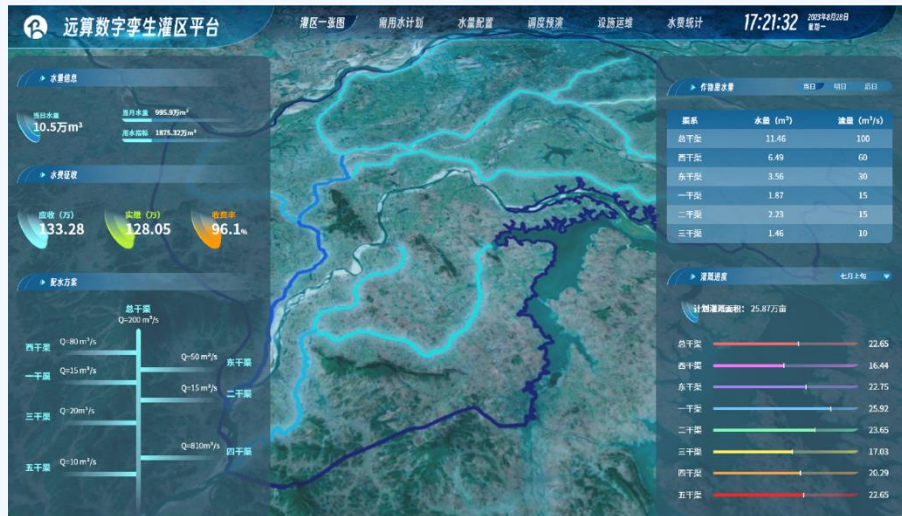 远算数字孪生灌区平台
灌区一张图 需用水计划 水量配置 调度预演 设施运维 水费统计
17:21:32 2023年8月28日
星期一
水量信息
当日水量
10.5万m³
当月水量 995.9万m³
用水指标 1875.32万m³
水费征收
应收(万)
133.28
实缴(万)
128.05
收费率
96.1%
配水方案
总干渠
Q=200 m³/s
西干渠 Q=80 m³/s
Q=50 m³/s 东干渠
一干渠 Q=15 m³/s
Q=15 m³/s 二干渠
三干渠 Q=20m³/s
Q=810m³/s 四干渠
五干渠 Q=10 m³/s
作物需水量 当日 明日 后日
渠系 水量(m³) 流量(m³/s)
总干渠 11.46 100
西干渠 6.49 60
东干渠 3.56 30
一干渠 1.87 15
二干渠 2.23 15
三干渠 1.46 10
灌溉进度 七月上旬
计划灌溉面积: 25.87万亩
总干渠 22.65
西干渠 16.44
东干渠 22.75
一干渠 25.92
二干渠 23.65
三干渠 17.03
四干渠 20.29
五干渠 22.65